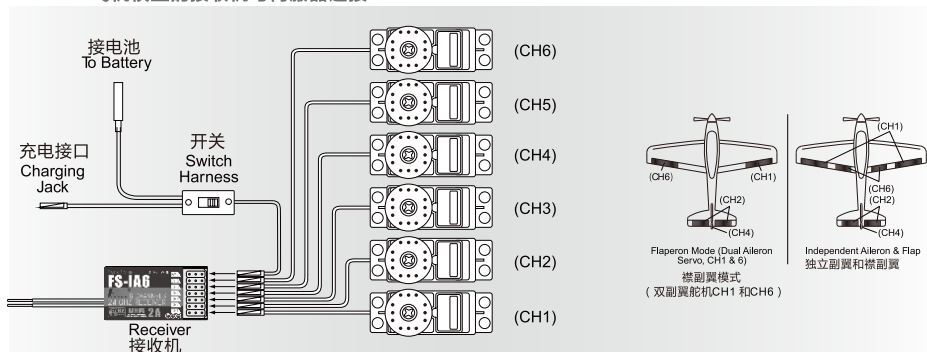 接电池
To Battery
充电接口
Charging
Jack
开关
Switch
Harness
FS-iA6
2A
Receiver
接收机
(CH6)
(CH5)
(CH4)
(CH3)
(CH2)
(CH1)
(CH6)
(CH1)
(CH2)
(CH4)
Flaperon Mode (Dual Aileron
Servo, CH1 & 6)
襟副翼模式
( 双副翼舵机CH1 和CH6 )
(CH1)
(CH6)
(CH2)
(CH4)
Independent Aileron & Flap
独立副翼和襟副翼